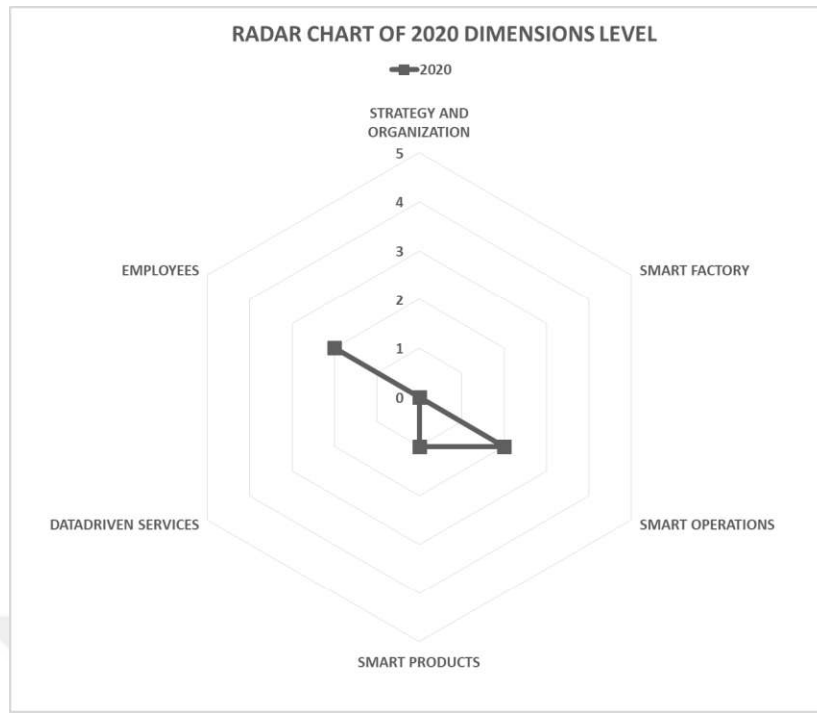 RADAR CHART OF 2020 DIMENSIONS LEVEL
2020
STRATEGY AND
ORGANIZATION
5
4
3
2
1
0
EMPLOYEES
SMART FACTORY
DATADRIVEN SERVICES
SMART OPERATIONS
SMART PRODUCTS